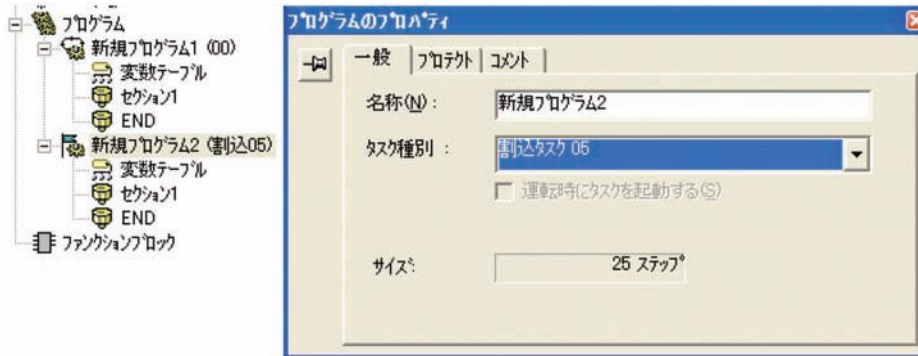 プログラム
新規プログラム1 (00)
変数テーブル
セクション1
END
新規プログラム2 (割込05)
変数テーブル
セクション1
END
ファンクションブロック
プログラムのプロパティ
一般 プロテクト コメント
名称(N): 新規プログラム2
タスク種別 : 割込タスク 05
運転時にタスクを起動する(S)
サイズ: 25 ステップ